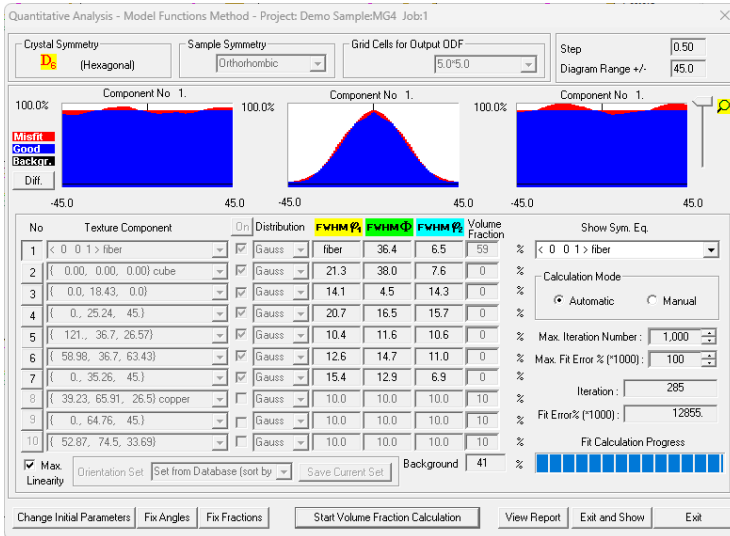 Quantitative Analysis - Model Functions Method - Project: Demo Sample:MG4 Job:1
Crystal Symmetry
D6 (Hexagonal)
Sample Symmetry
Orthorhombic
Grid Cells for Output ODF
5.0*5.0
Step 0.50
Diagram Range +/- 45.0
Component No 1.
Component No 1.
Component No 1.
100.0%
100.0%
100.0%
Misfit
Good
Backgr.
Diff.
-45.0 45.0 -45.0 45.0 -45.0 45.0
No Texture Component On Distribution FWHM φ1 FWHM Φ FWHM φ2 Volume Fraction
1 < 0 0 1 > fiber Gauss fiber 36.4 6.5 59 %
2 { 0.00, 0.00, 0.00} cube Gauss 21.3 38.0 7.6 0 %
3 { 0.0, 18.43, 0.0} Gauss 14.1 4.5 14.3 0 %
4 { 0., 25.24, 45.} Gauss 20.7 16.5 15.7 0 %
5 { 121., 36.7, 26.57} Gauss 10.4 11.6 10.6 0 %
6 { 58.98, 36.7, 63.43} Gauss 12.6 14.7 11.0 0 %
7 { 0., 35.26, 45.} Gauss 15.4 12.9 6.9 0 %
8 { 39.23, 65.91, 26.5} copper Gauss 10.0 10.0 10.0 10 %
9 { 0., 64.76, 45.} Gauss 10.0 10.0 10.0 10 %
10 { 52.87, 74.5, 33.69} Gauss 10.0 10.0 10.0 10 %
Max. Linearity
Orientation Set Set from Database (sort by Save Current Set
Background 41 %
Show Sym. Eq.
< 0 0 1 > fiber
Calculation Mode
Automatic Manual
Max. Iteration Number : 1,000
Max. Fit Error % (*1000) : 100
Iteration : 285
Fit Error% (*1000) : 12855.
Fit Calculation Progress
Change Initial Parameters Fix Angles Fix Fractions Start Volume Fraction Calculation View Report Exit and Show Exit